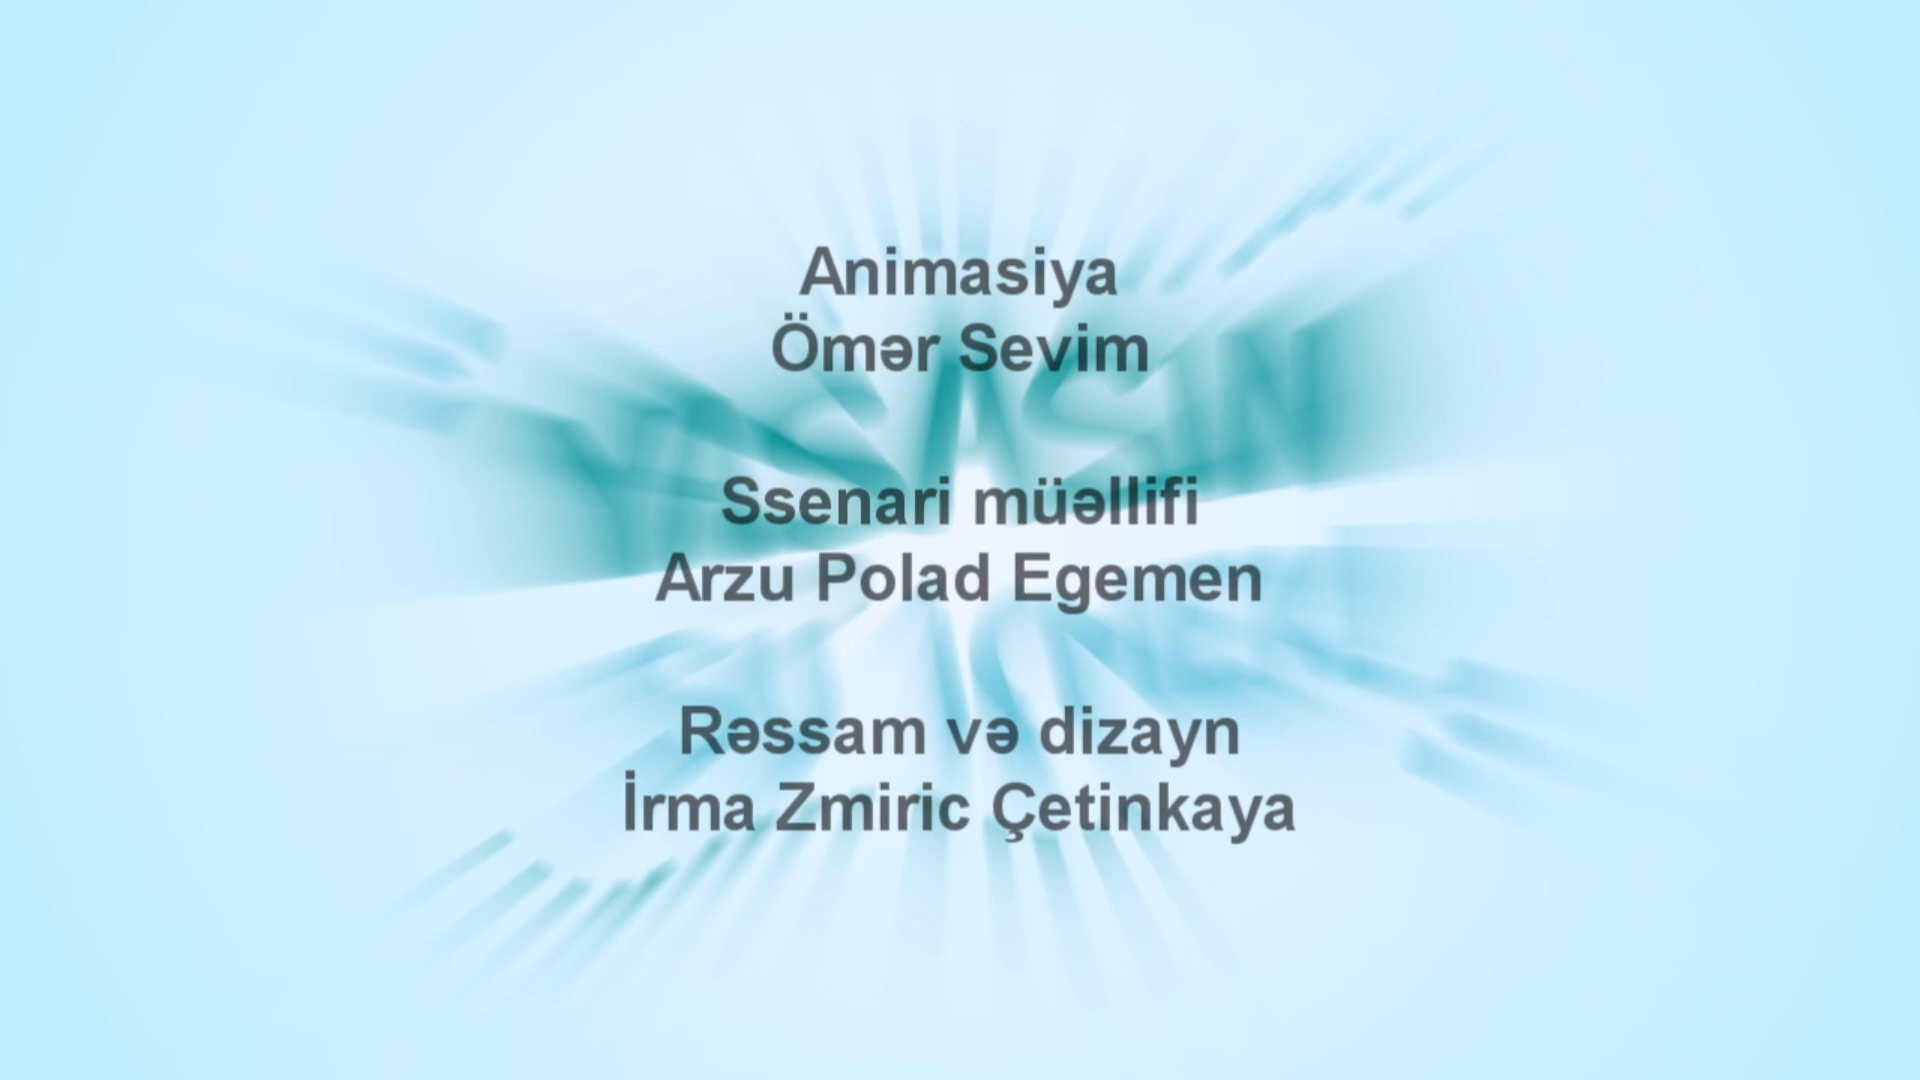 Animasiya
Ömər Sevim
Ssenari müəllifi
Arzu Polad Egemen
Rəssam və dizayn
İrma Zmiric Çetinkaya